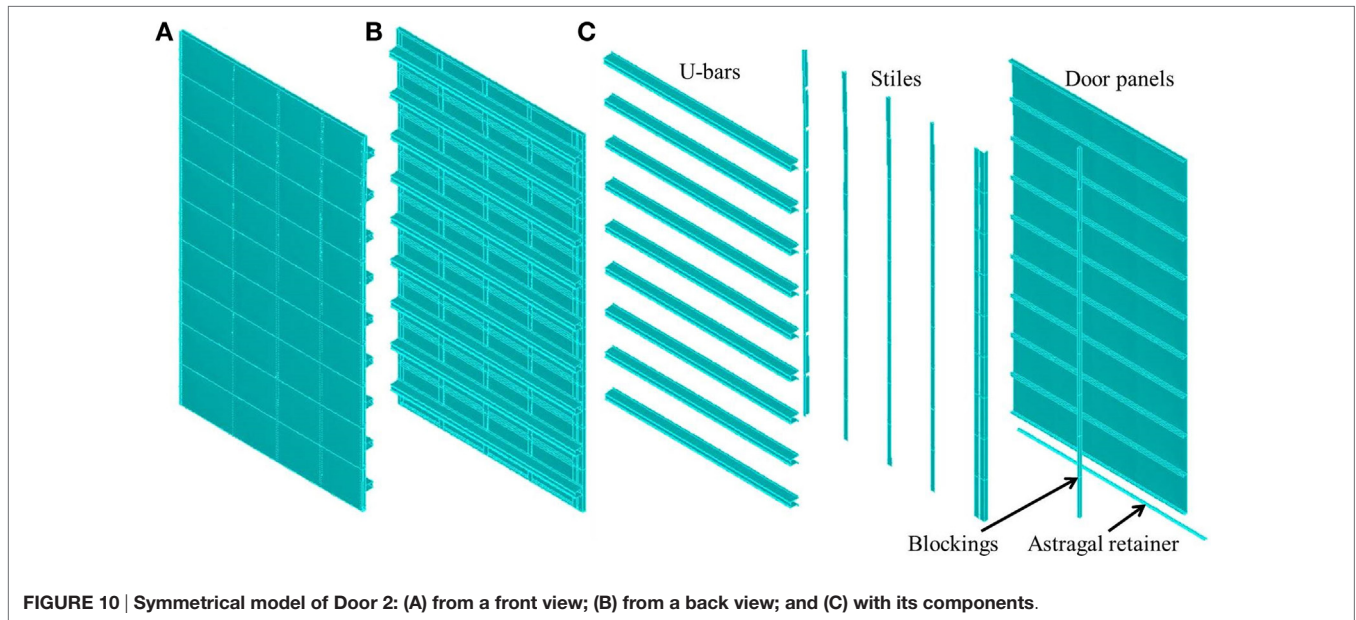 A B C
U-bars Stiles Door panels
Blockings Astragal retainer
FIGURE 10 | Symmetrical model of Door 2: (A) from a front view; (B) from a back view; and (C) with its components.